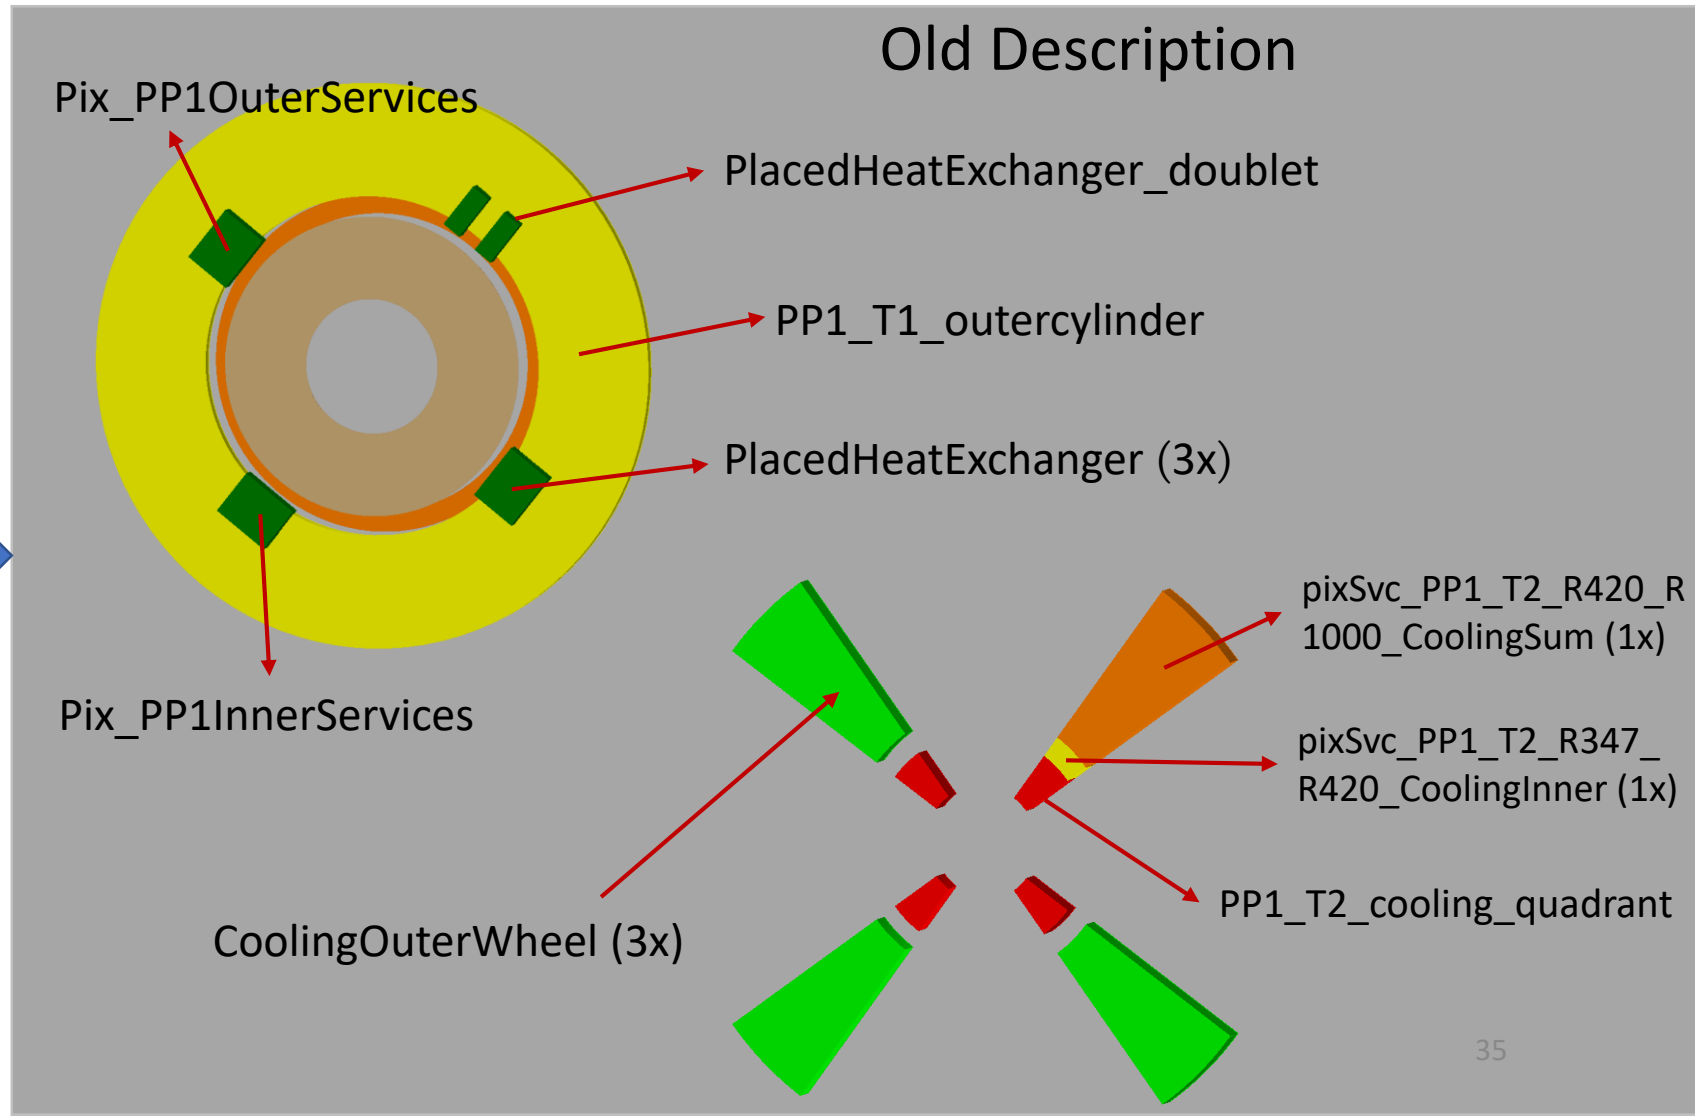 Old Description
Pix_PP1OuterServices
PlacedHeatExchanger_doublet
PP1_T1_outercylinder
PlacedHeatExchanger (3x)
Pix_PP1InnerServices
pixSvc_PP1_T2_R420_R
1000_CoolingSum (1x)
pixSvc_PP1_T2_R347_
R420_CoolingInner (1x)
PP1_T2_cooling_quadrant
CoolingOuterWheel (3x)
35